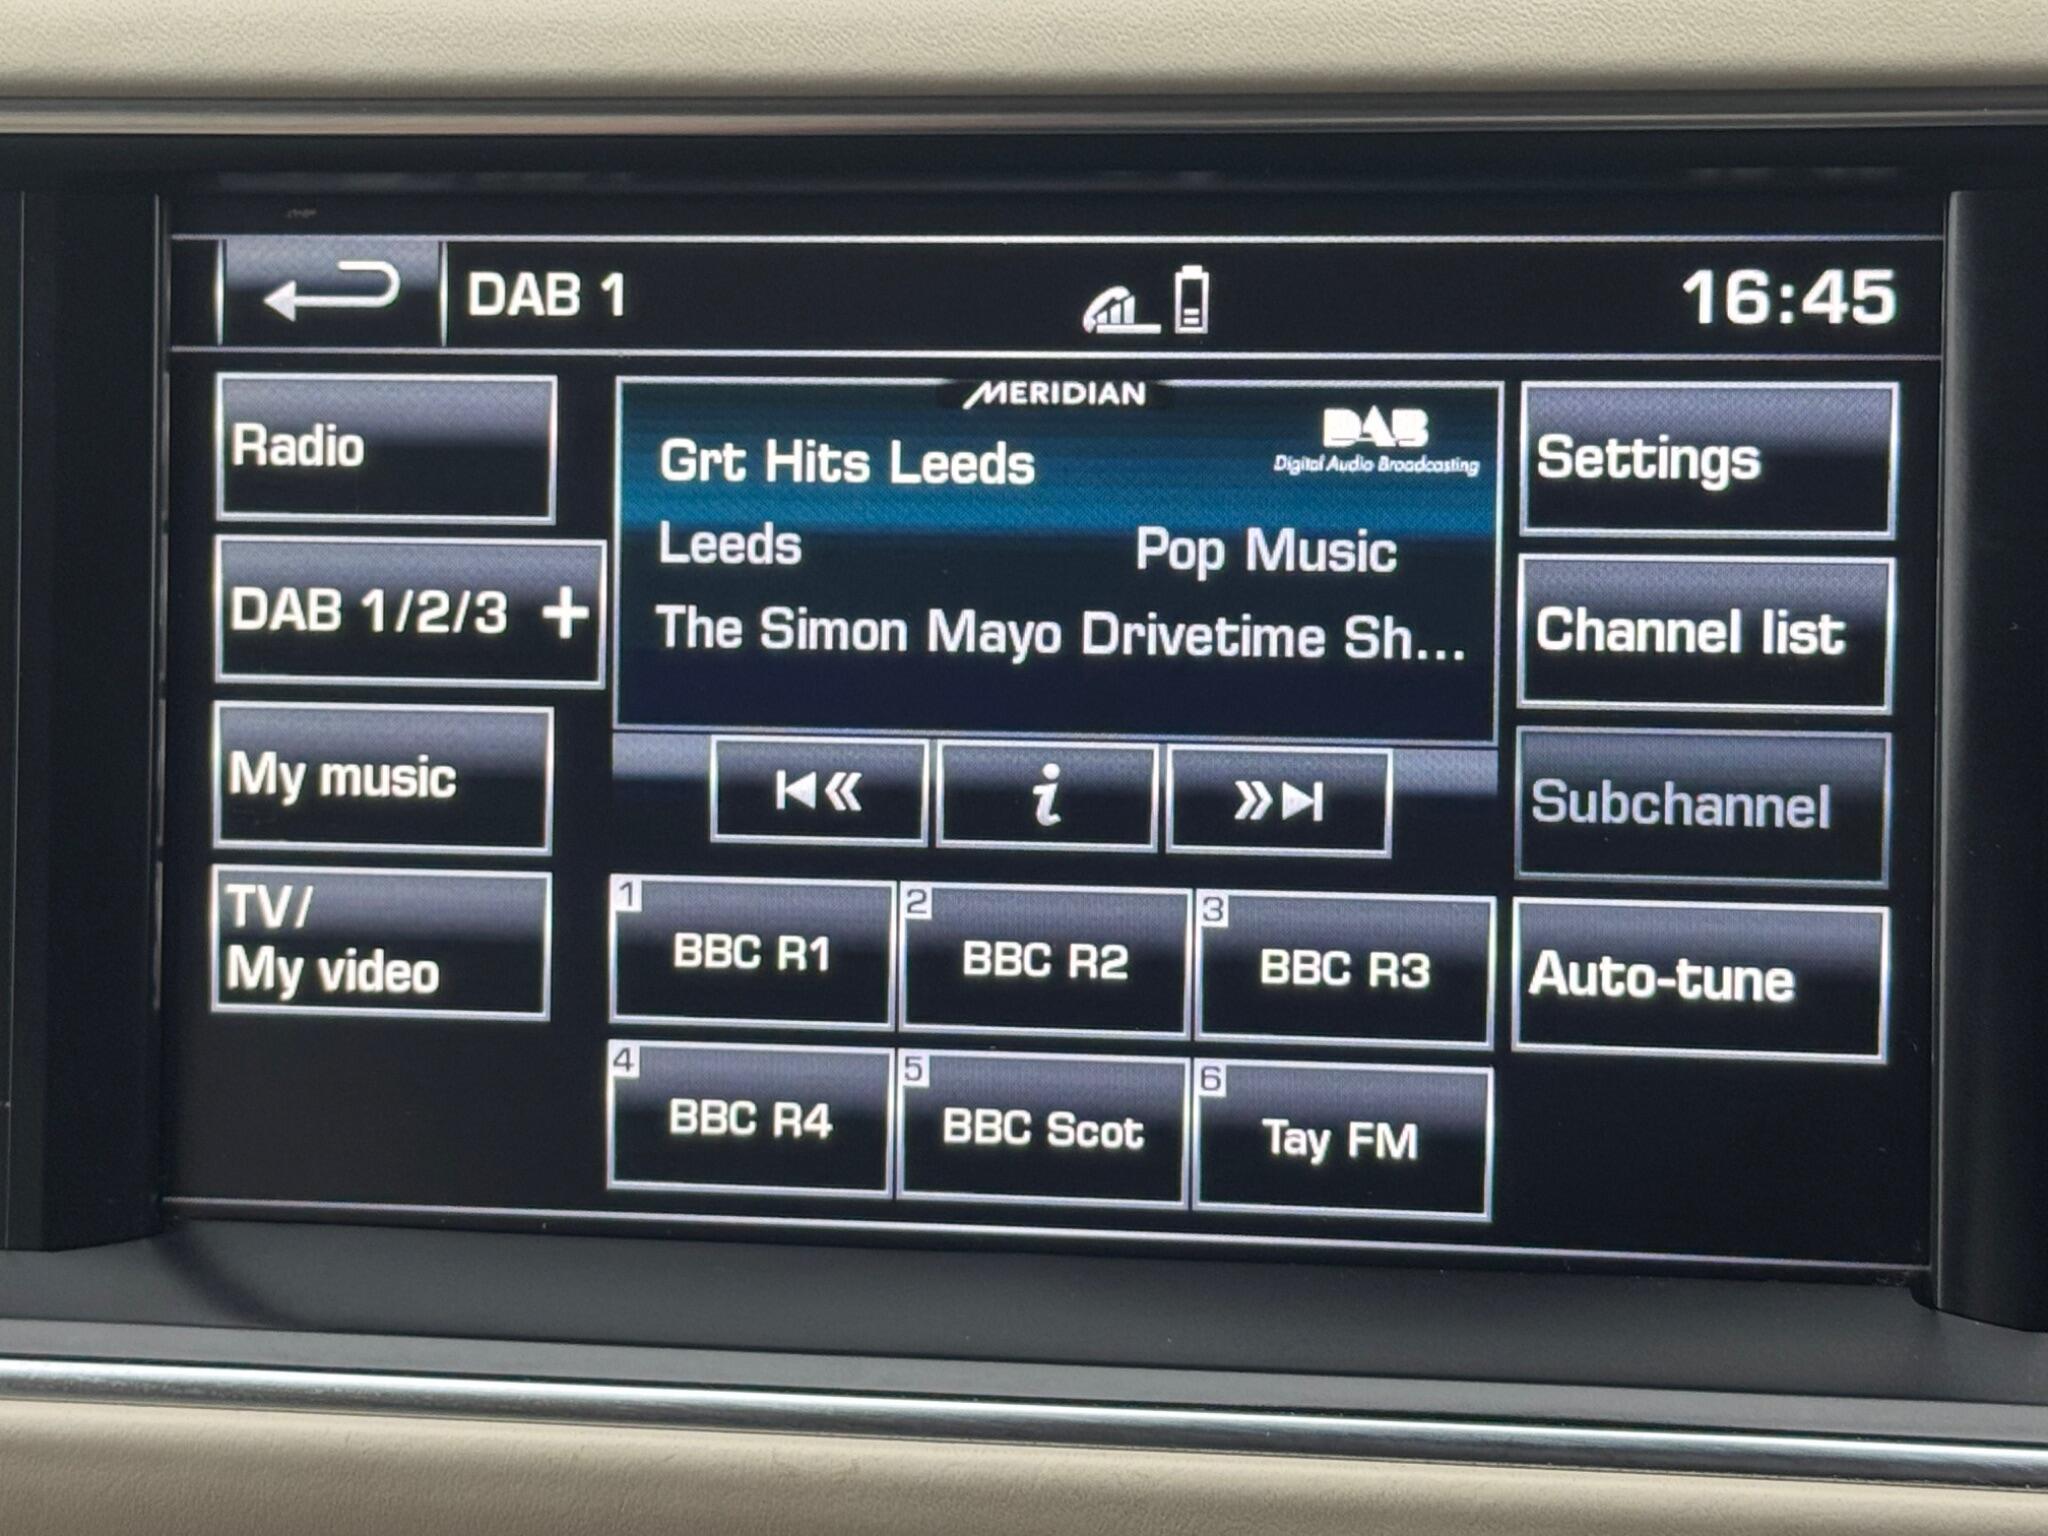 DAB 1
16:45
Radio
DAB 1/2/3 +
My music
TV/
My video
MERIDIAN
DAB
Digital Audio Broadcasting
Grt Hits Leeds
Leeds Pop Music
The Simon Mayo Drivetime Sh...
i
1 BBC R1
2 BBC R2
3 BBC R3
4 BBC R4
5 BBC Scot
6 Tay FM
Settings
Channel list
Subchannel
Auto-tune